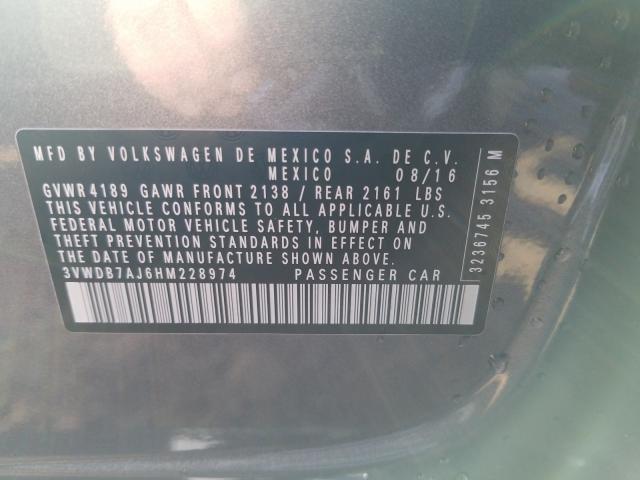 MFD BY VOLKSWAGEN DE MEXICO S.A. DE C.V.
MEXICO 08/16
GVWR 4189 GAWR FRONT 2138 / REAR 2161 LBS
THIS VEHICLE CONFORMS TO ALL APPLICABLE U.S.
FEDERAL MOTOR VEHICLE SAFETY, BUMPER AND
THEFT PREVENTION STANDARDS IN EFFECT ON
THE DATE OF MANUFACTURE SHOWN ABOVE.
3VWDB7AJ6HM228974 PASSENGER CAR
3236745 3156 M